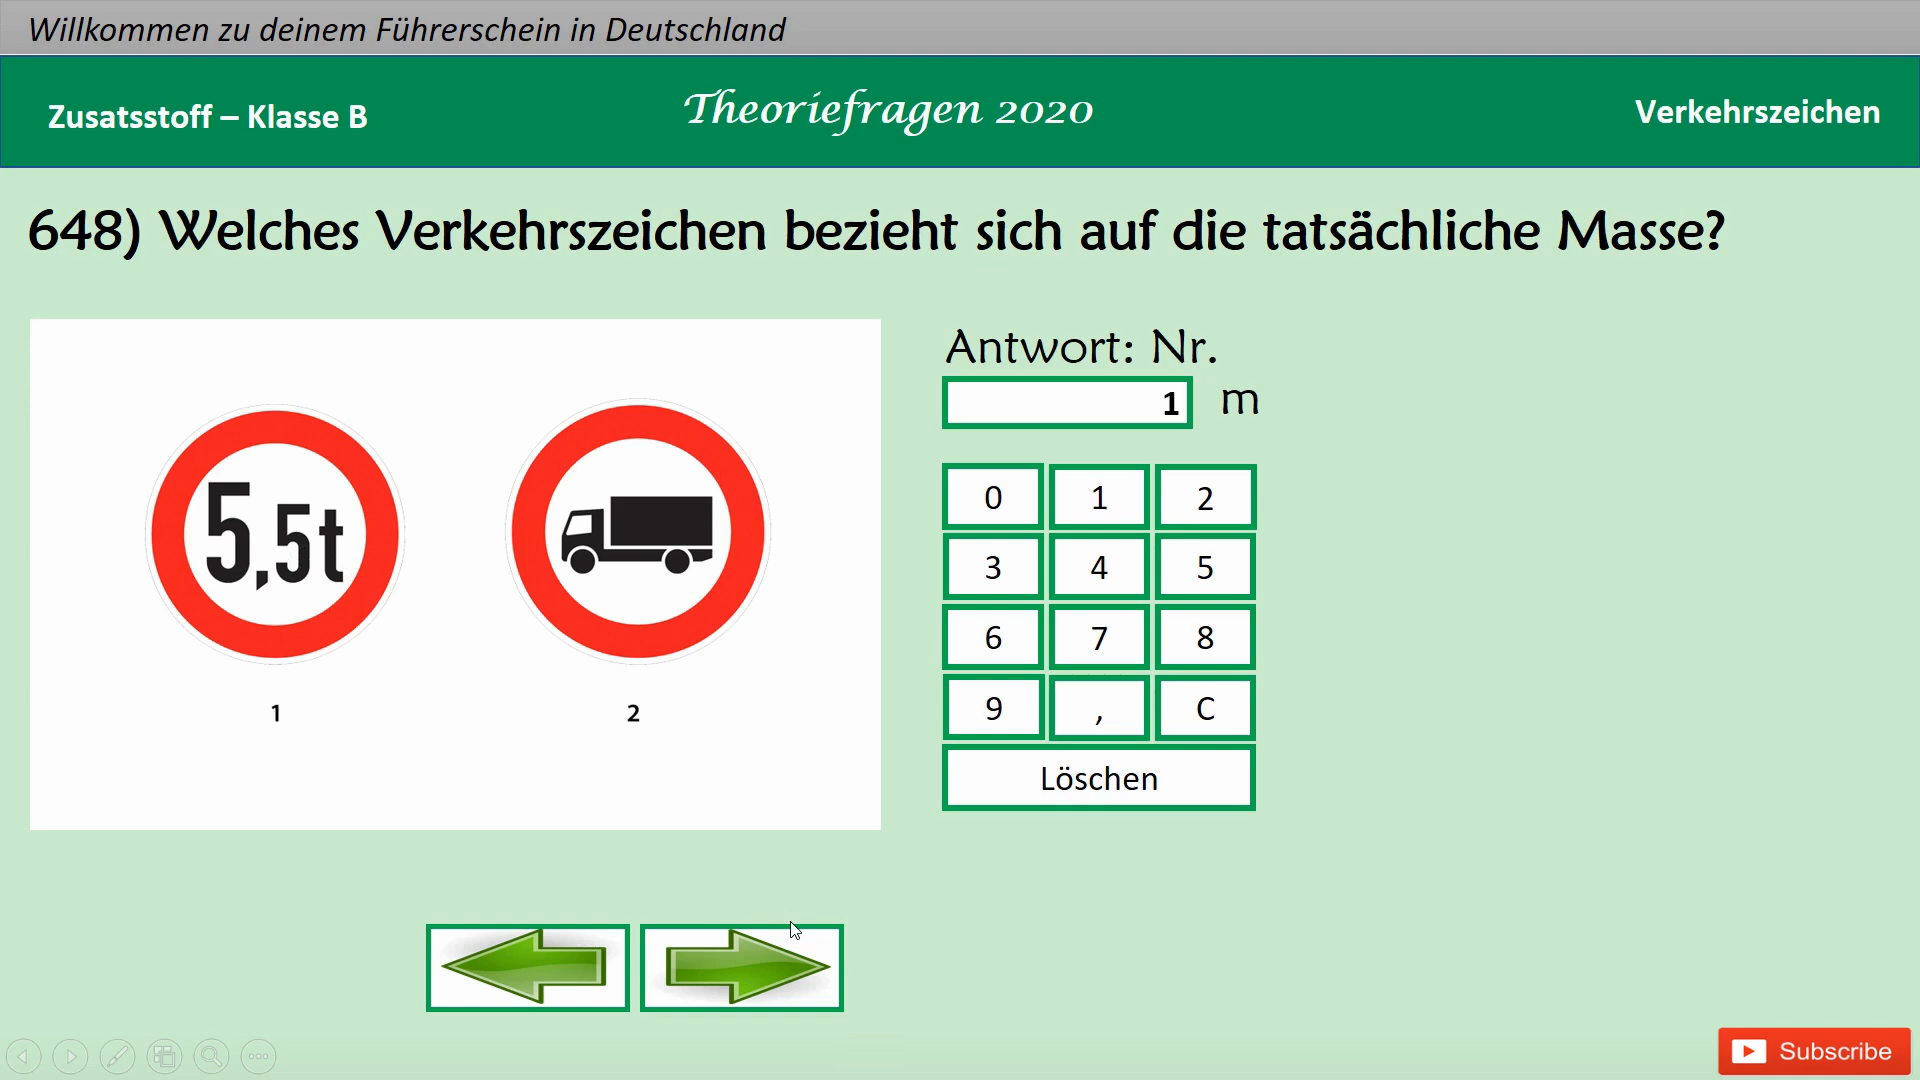 Willkommen zu deinem Führerschein in Deutschland
Zusatsstoff – Klasse B
Theoriefragen 2020
Verkehrszeichen
648) Welches Verkehrszeichen bezieht sich auf die tatsächliche Masse?
5,5t
1
2
Antwort: Nr.
1 m
0 1 2
3 4 5
6 7 8
9 , C
Löschen
Subscribe